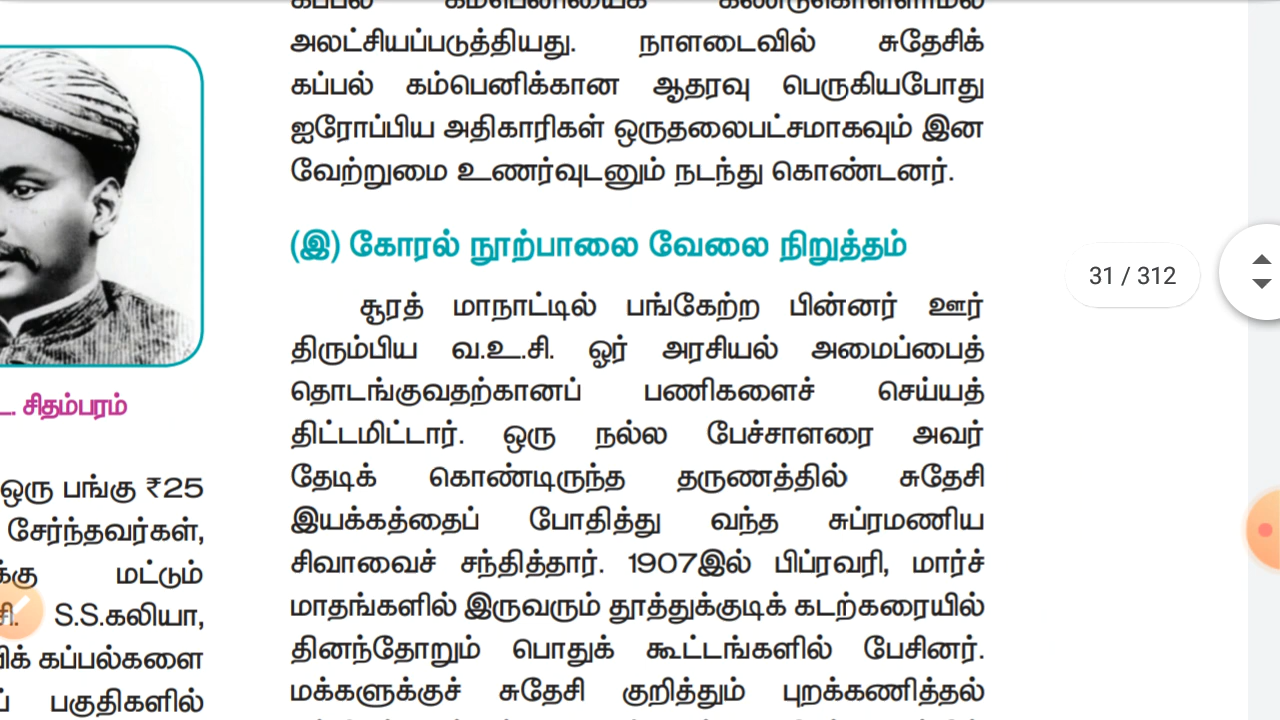 சிதம்பரம்
ஒரு பங்கு ₹25
சேர்ந்தவர்கள்,
மட்டும்
S.S.கலியா,
கப்பல்களை
பகுதிகளில்
அலட்சியப்படுத்தியது. நாளடைவில் சுதேசிக்
கப்பல் கம்பெனிக்கான ஆதரவு பெருகியபோது
ஐரோப்பிய அதிகாரிகள் ஒருதலைபட்சமாகவும் இன
வேற்றுமை உணர்வுடனும் நடந்து கொண்டனர்.
(இ) கோரல் நூற்பாலை வேலை நிறுத்தம்
சூரத் மாநாட்டில் பங்கேற்ற பின்னர் ஊர்
திரும்பிய வ.உ.சி. ஓர் அரசியல் அமைப்பைத்
தொடங்குவதற்கானப் பணிகளைச் செய்யத்
திட்டமிட்டார். ஒரு நல்ல பேச்சாளரை அவர்
தேடிக் கொண்டிருந்த தருணத்தில் சுதேசி
இயக்கத்தைப் போதித்து வந்த சுப்ரமணிய
சிவாவைச் சந்தித்தார். 1907இல் பிப்ரவரி, மார்ச்
மாதங்களில் இருவரும் தூத்துக்குடிக் கடற்கரையில்
தினந்தோறும் பொதுக் கூட்டங்களில் பேசினர்.
மக்களுக்குச் சுதேசி குறித்தும் புறக்கணித்தல்
31 / 312